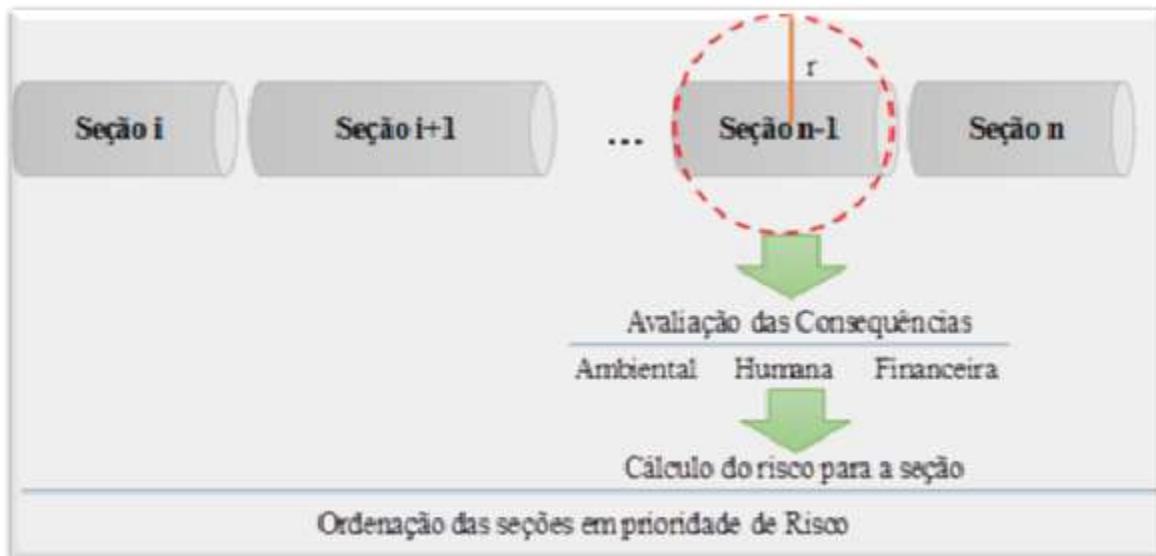 r
Seção i Seção i+1 ... Seção n-1 Seção n
Avaliação das Consequências
Ambiental Humana Financeira
Cálculo do risco para a seção
Ordenação das seções em prioridade de Risco